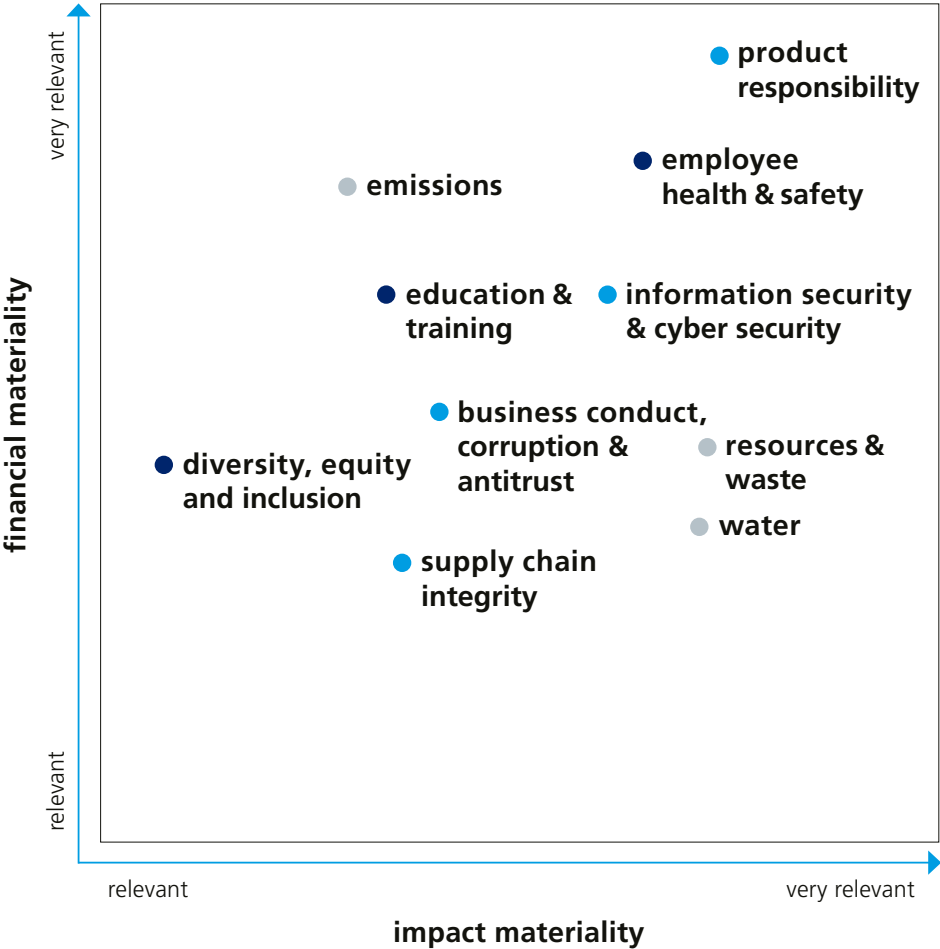 very relevant
product
responsibility
employee
health & safety
emissions
education &
training
information security
& cyber security
financial materiality
business conduct,
corruption &
antitrust
resources &
waste
diversity, equity
and inclusion
water
supply chain
integrity
relevant
relevant
very relevant
impact materiality